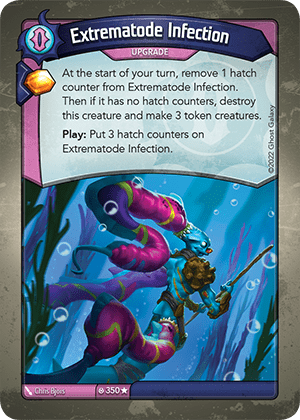 Extrematode Infection
UPGRADE
At the start of your turn, remove 1 hatch
counter from Extrematode Infection.
Then if it has no hatch counters, destroy
this creature and make 3 token creatures.
Play: Put 3 hatch counters on
Extrematode Infection.
©2022 Ghost Galaxy
Chris Bjors
350★